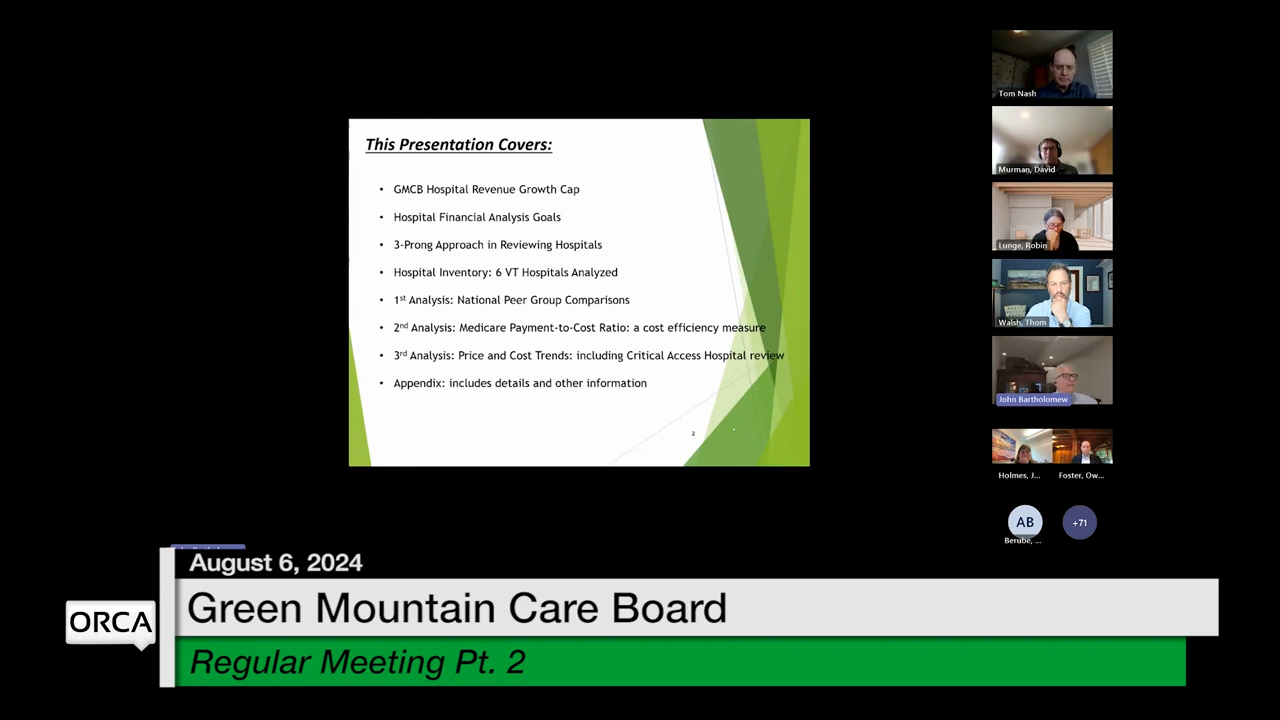 This Presentation Covers:
• GMCB Hospital Revenue Growth Cap
• Hospital Financial Analysis Goals
• 3-Prong Approach in Reviewing Hospitals
• Hospital Inventory: 6 VT Hospitals Analyzed
• 1st Analysis: National Peer Group Comparisons
• 2nd Analysis: Medicare Payment-to-Cost Ratio: a cost efficiency measure
• 3rd Analysis: Price and Cost Trends: including Critical Access Hospital review
• Appendix: includes details and other information
2
Tom Nash
Murman, David
Lunge, Robin
Walsh, Thom
John Bartholomew
Holmes, J...
Foster, Ow...
AB
+71
Berube, ...
August 6, 2024
ORCA
Green Mountain Care Board
Regular Meeting Pt. 2